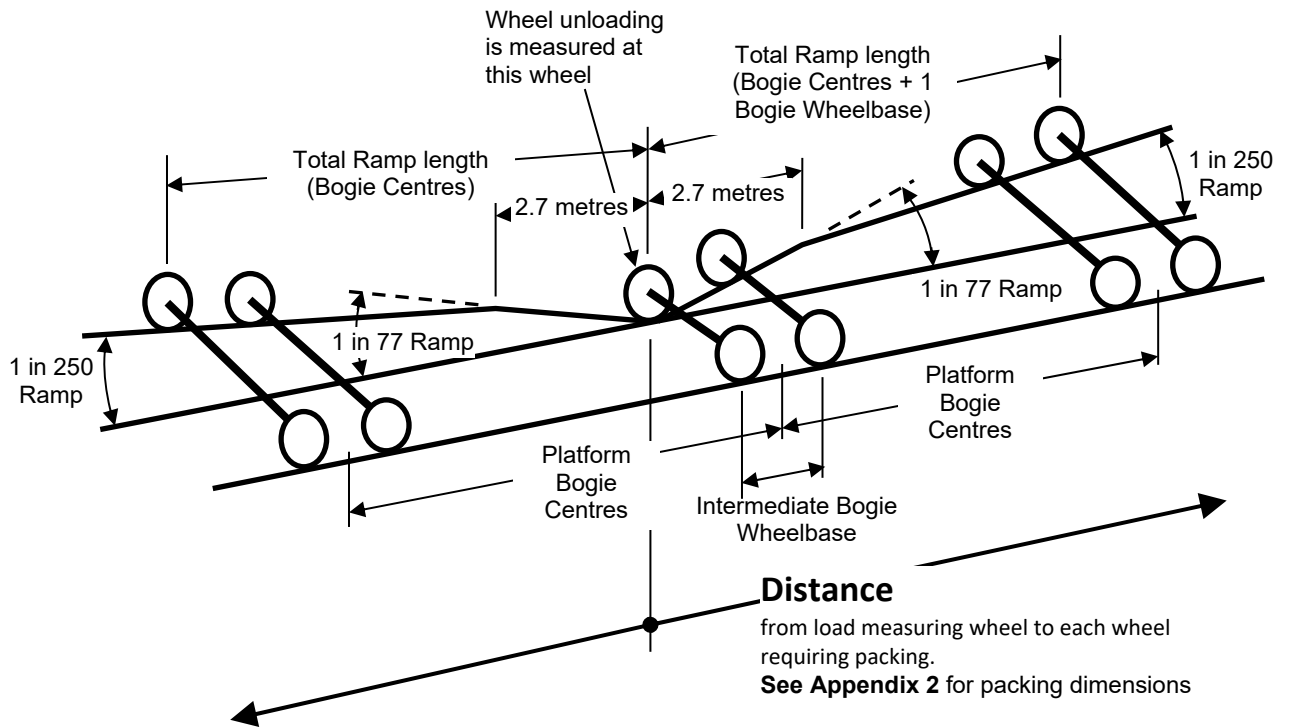 Wheel unloading
is measured at
this wheel
Total Ramp length
(Bogie Centres + 1
Bogie Wheelbase)
Total Ramp length
(Bogie Centres)
2.7 metres
2.7 metres
1 in 250
Ramp
1 in 77 Ramp
1 in 77 Ramp
1 in 250
Ramp
Platform
Bogie
Centres
Platform
Bogie
Centres
Intermediate Bogie
Wheelbase
Distance
from load measuring wheel to each wheel
requiring packing.
See Appendix 2 for packing dimensions